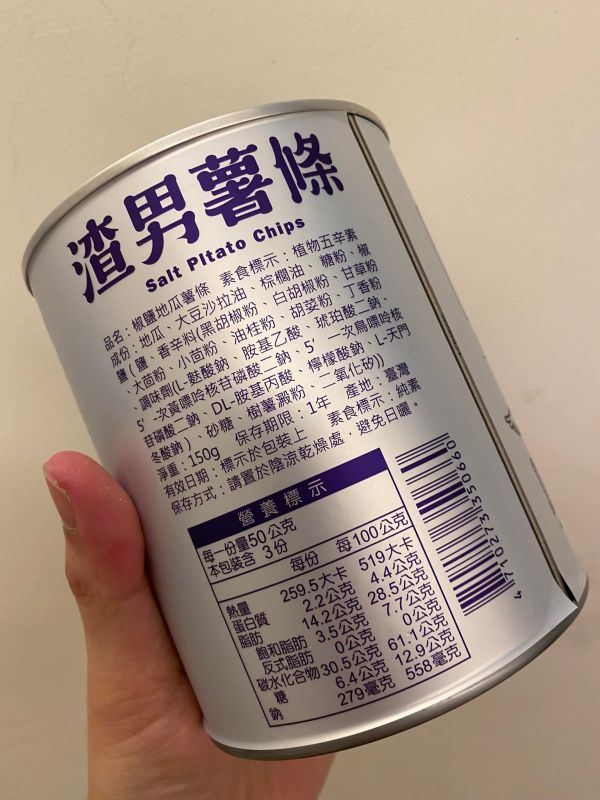 渣男薯條
Salt Pltato Chips
品名：椒鹽地瓜薯條　素食標示：植物五辛素
成份：地瓜、大豆沙拉油、棕櫚油、糖粉、椒
鹽(鹽、香辛料(黑胡椒粉、白胡椒粉、甘草粉
、大茴粉、小茴粉、油桂粉、胡荽粉、丁香粉
、調味劑(L-麩酸鈉、胺基乙酸、琥珀酸二鈉、
5'-次黃嘌呤核苷磷酸二鈉、5'-次鳥嘌呤核
苷磷酸二鈉、DL-胺基丙酸、檸檬酸鈉、L-天門
冬酸鈉)、砂糖、樹薯澱粉、二氧化矽))
淨重：150g　保存期限：1年　產地：臺灣
有效日期：標示於包裝上　素食標示：純素
保存方式：請置於陰涼乾燥處，避免日曬。
營養標示
每一份量50公克
本包裝含 3份
每份 每100公克
熱量 259.5大卡 519大卡
蛋白質 2.2公克 4.4公克
脂肪 14.2公克 28.5公克
飽和脂肪 3.5公克 7.7公克
反式脂肪 0公克 0公克
碳水化合物 30.5公克 61.1公克
糖 6.4公克 12.9公克
鈉 279毫克 558毫克
4 710273 350660